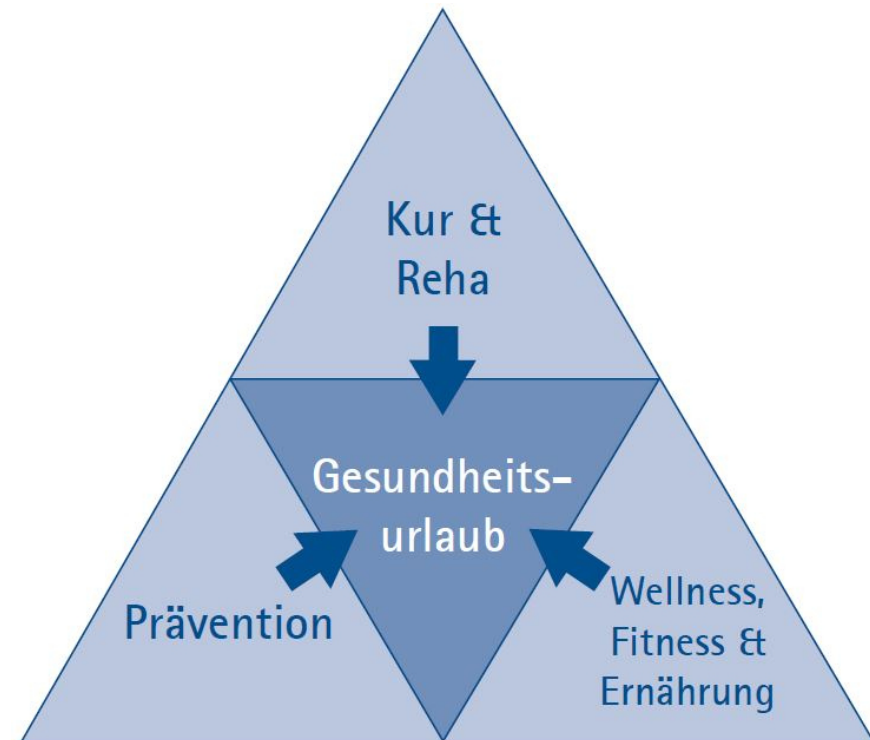 Kur &
Reha
Gesundheits-
urlaub
Prävention
Wellness,
Fitness &
Ernährung